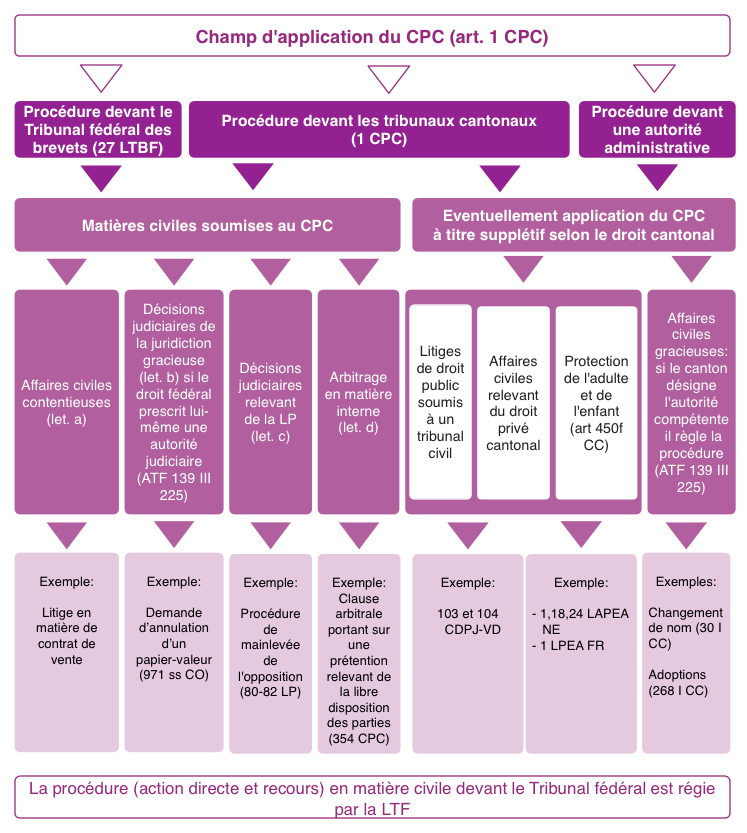 Champ d'application du CPC (art. 1 CPC)
Procédure devant le
Tribunal fédéral des
brevets (27 LTBF)
Procédure devant les tribunaux cantonaux
(1 CPC)
Procédure devant
une autorité
administrative
Matières civiles soumises au CPC
Eventuellement application du CPC
à titre supplétif selon le droit cantonal
Affaires civiles
contentieuses
(let. a)
Décisions
judiciaires de
la juridiction
gracieuse
(let. b) si le
droit fédéral
prescrit lui-
même une
autorité
judiciaire
(ATF 139 III
225)
Décisions
judiciaires
relevant
de la LP
(let. c)
Arbitrage
en matière
interne
(let. d)
Litiges
de droit
public
soumis
à un
tribunal
civil
Affaires
civiles
relevant
du droit
privé
cantonal
Protection
de l'adulte
et de
l'enfant
(art 450f
CC)
Affaires
civiles
gracieuses:
si le canton
désigne
l'autorité
compétente
il règle la
procédure
(ATF 139 III
225)
Exemple:
Litige en
matière de
contrat de
vente
Exemple:
Demande
d'annulation
d'un
papier-valeur
(971 ss CO)
Exemple:
Procédure
de
mainlevée
de
l'opposition
(80-82 LP)
Exemple:
Clause
arbitrale
portant sur
une
prétention
relevant de
la libre
disposition
des parties
(354 CPC)
Exemple:
103 et 104
CDPJ-VD
Exemple:
- 1,18,24 LAPEA
NE
- 1 LPEA FR
Exemples:
Changement
de nom (30 I
CC)
Adoptions
(268 I CC)
La procédure (action directe et recours) en matière civile devant le Tribunal fédéral est régie
par la LTF